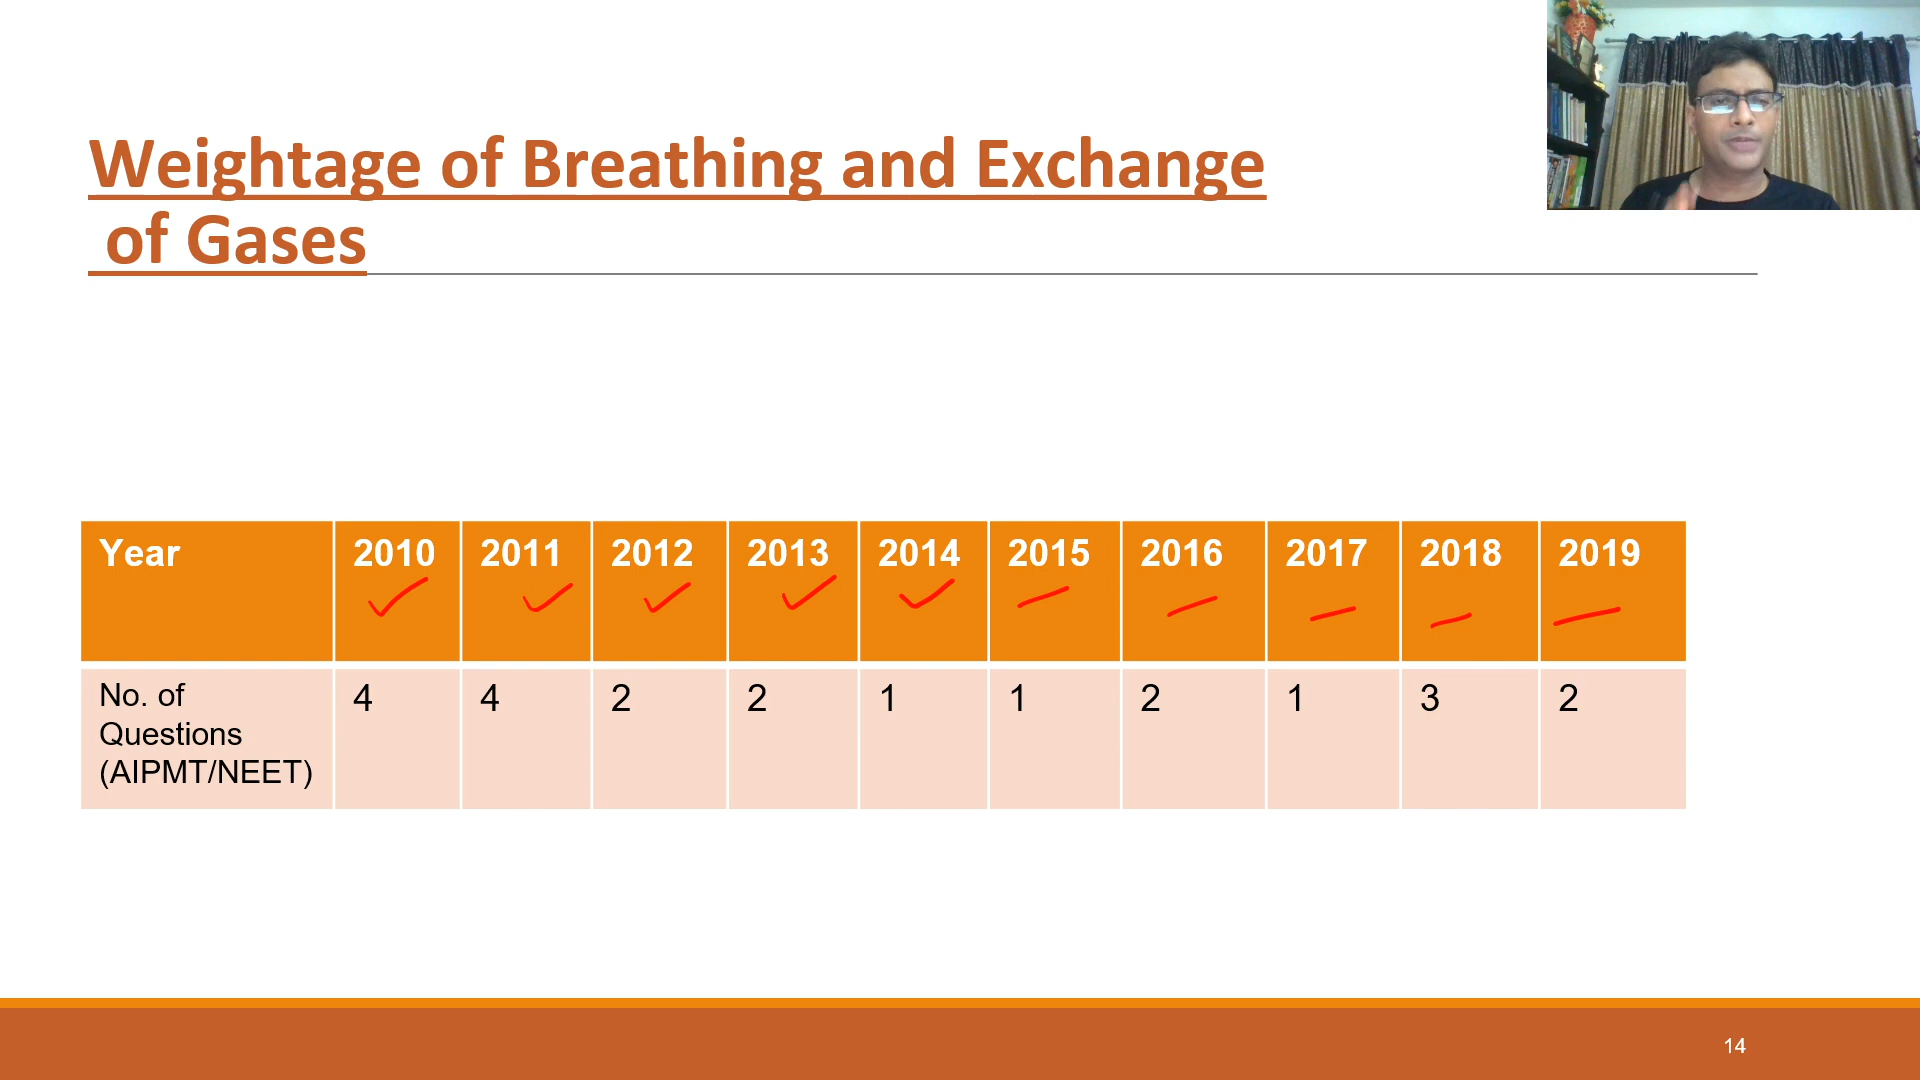 Weightage of Breathing and Exchange
of Gases
Year 2010 2011 2012 2013 2014 2015 2016 2017 2018 2019
No. of
Questions
(AIPMT/NEET) 4 4 2 2 1 1 2 1 3 2
14